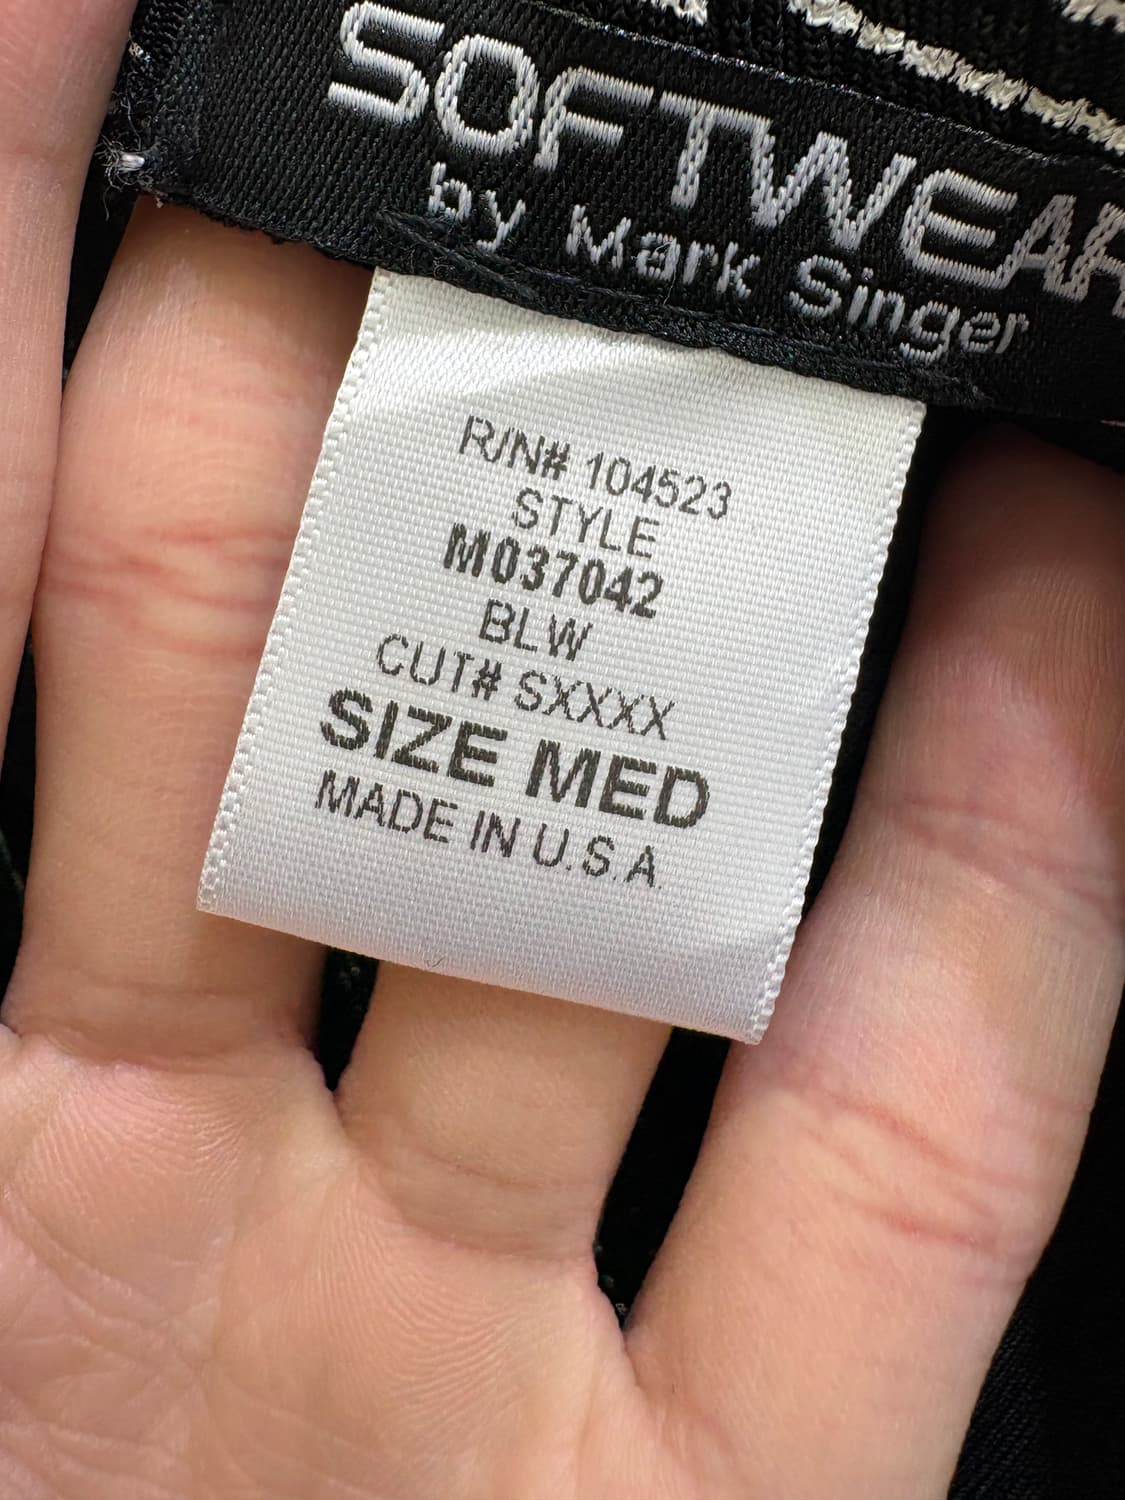 SOFTWEAR
by Mark Singer
R/N# 104523
STYLE
M037042
BLW
CUT# SXXXX
SIZE MED
MADE IN U.S.A.